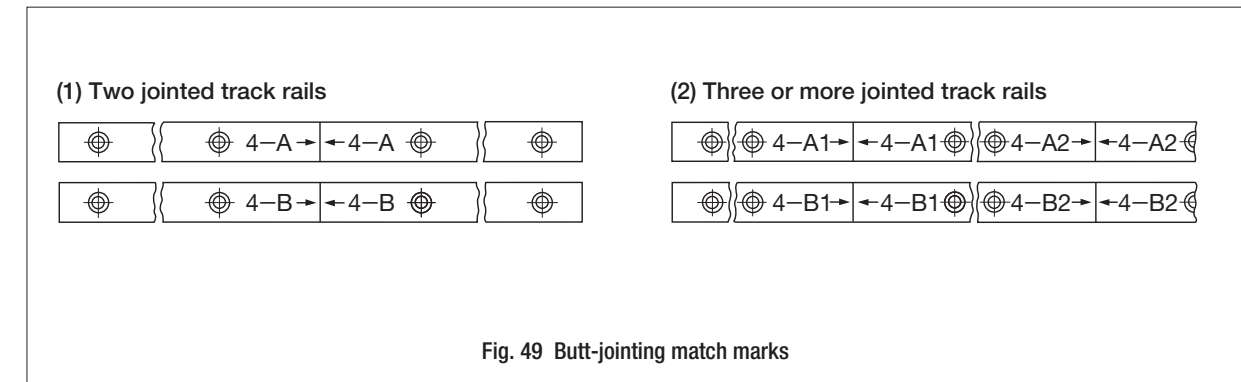 (1) Two jointed track rails
4−A 4−A
4−B 4−B
(2) Three or more jointed track rails
4−A1 4−A1 4−A2 4−A2
4−B1 4−B1 4−B2 4−B2
Fig. 49 Butt-jointing match marks